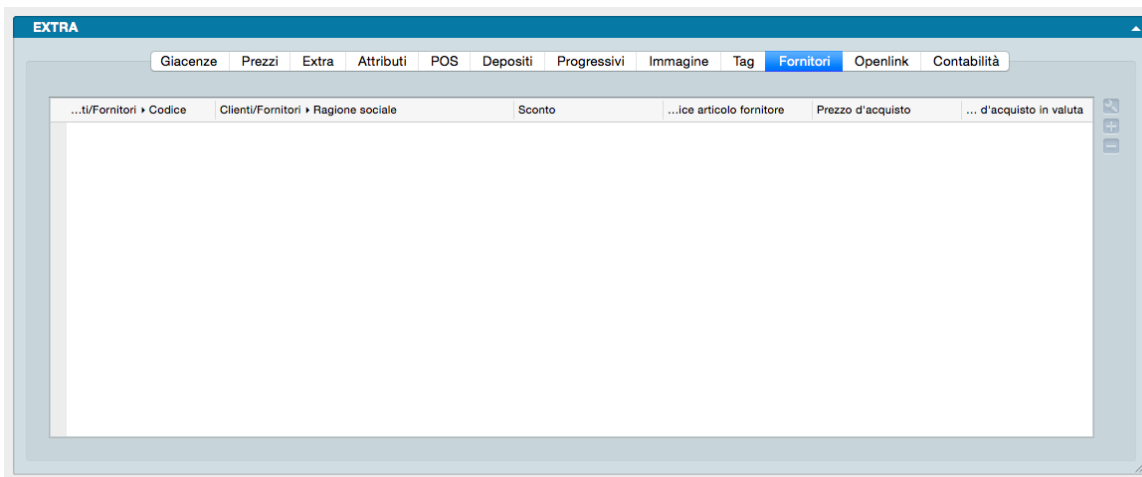 EXTRA
Giacenze Prezzi Extra Attributi POS Depositi Progressivi Immagine Tag Fornitori Openlink Contabilità
...ti/Fornitori ▸ Codice Clienti/Fornitori ▸ Ragione sociale Sconto ...ice articolo fornitore Prezzo d'acquisto ... d'acquisto in valuta